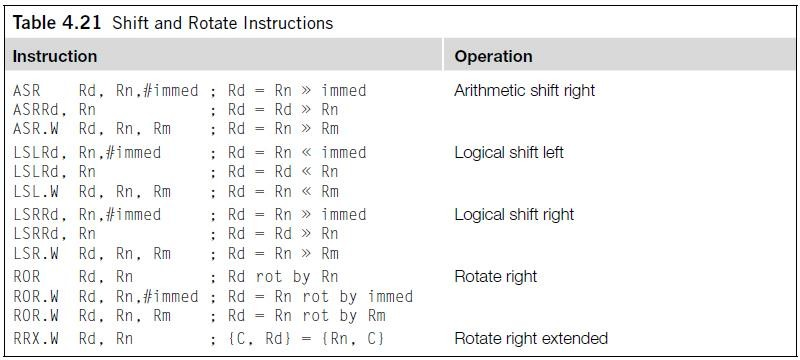 Table 4.21 Shift and Rotate Instructions
Instruction Operation
ASR Rd, Rn,#immed ; Rd = Rn » immed Arithmetic shift right
ASRRd, Rn ; Rd = Rd » Rn
ASR.W Rd, Rn, Rm ; Rd = Rn » Rm
LSLRd, Rn,#immed ; Rd = Rn « immed Logical shift left
LSLRd, Rn ; Rd = Rd « Rn
LSL.W Rd, Rn, Rm ; Rd = Rn « Rm
LSRRd, Rn,#immed ; Rd = Rn » immed Logical shift right
LSRRd, Rn ; Rd = Rd » Rn
LSR.W Rd, Rn, Rm ; Rd = Rn » Rm
ROR Rd, Rn ; Rd rot by Rn Rotate right
ROR.W Rd, Rn,#immed ; Rd = Rn rot by immed
ROR.W Rd, Rn, Rm ; Rd = Rn rot by Rm
RRX.W Rd, Rn ; {C, Rd} = {Rn, C} Rotate right extended